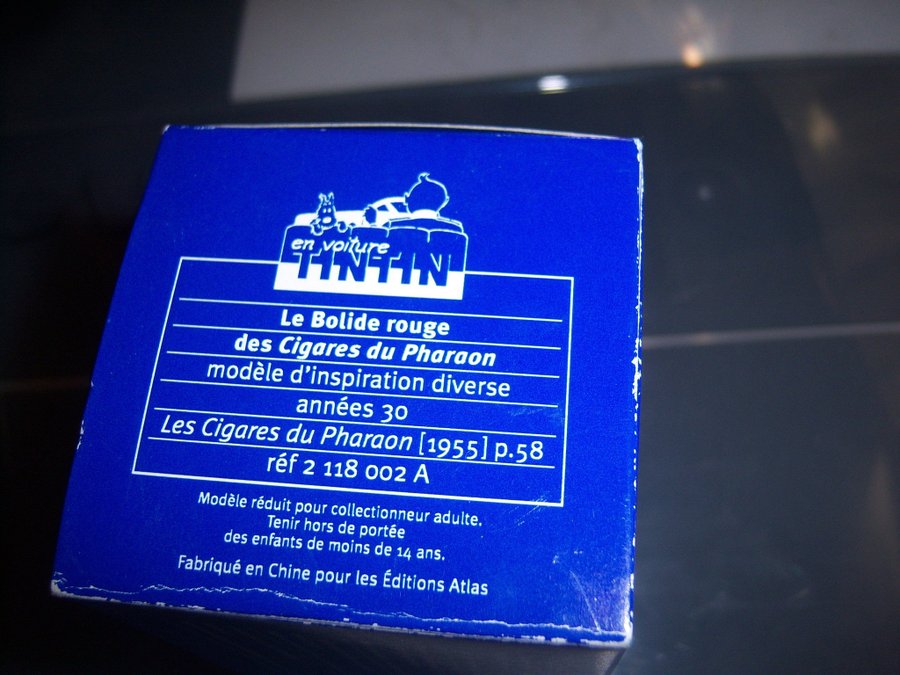 en voiture
TINTIN
Le Bolide rouge
des Cigares du Pharaon
modèle d'inspiration diverse
années 30
Les Cigares du Pharaon [1955] p.58
réf 2 118 002 A
Modèle réduit pour collectionneur adulte.
Tenir hors de portée
des enfants de moins de 14 ans.
Fabriqué en Chine pour les Éditions Atlas